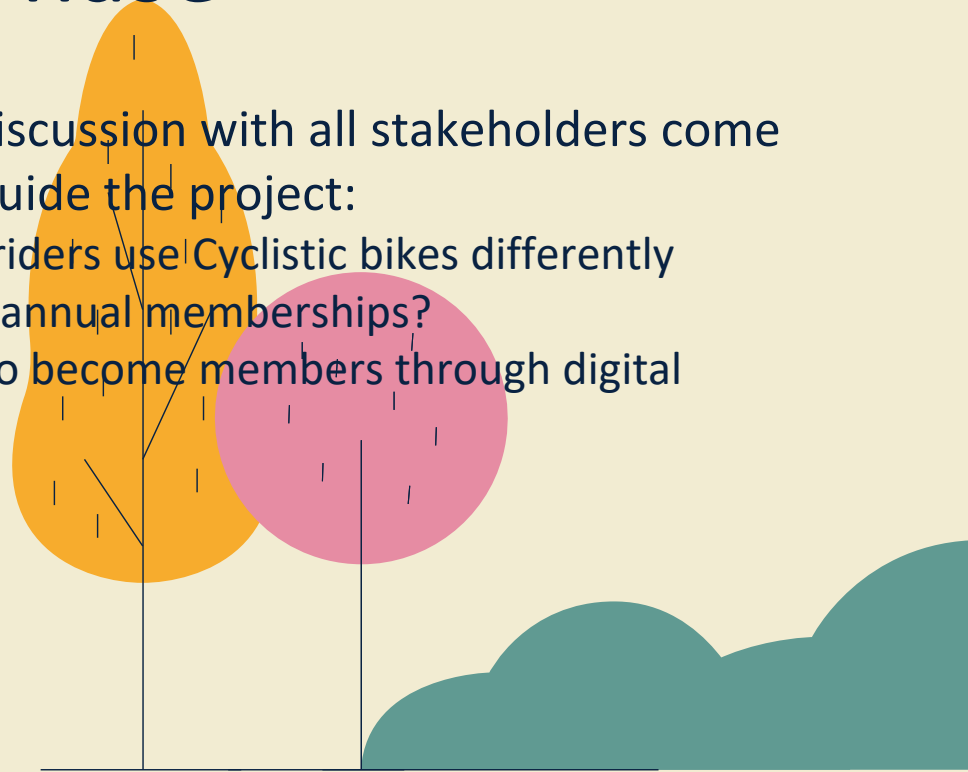 iscussion with all stakeholders come
uide the project:
riders use Cyclistic bikes differently
annual memberships?
o become members through digital